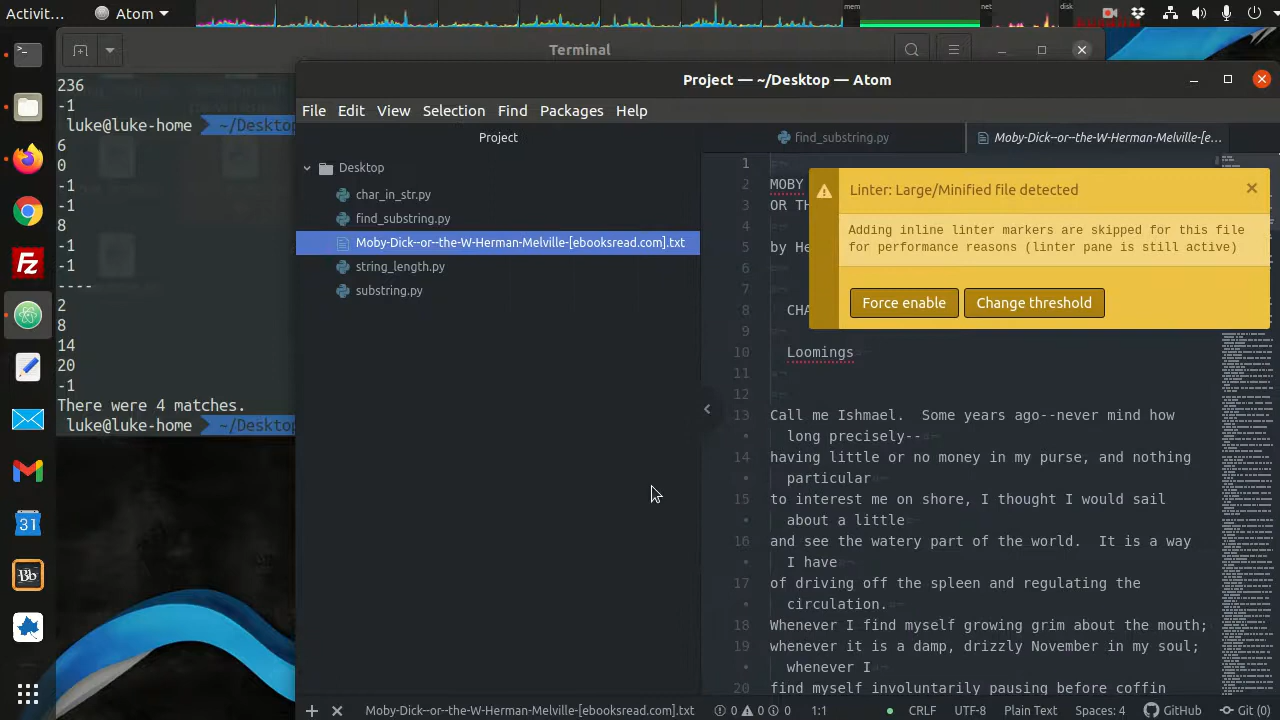 Activit...
Atom
mem
net
disk
Terminal
236
-1
luke@luke-home ~/Desktop
6
0
-1
-1
8
-1
-1
----
2
8
14
20
-1
There were 4 matches.
luke@luke-home ~/Desktop
Project — ~/Desktop — Atom
File Edit View Selection Find Packages Help
Project
Desktop
char_in_str.py
find_substring.py
Moby-Dick--or--the-W-Herman-Melville-[ebooksread.com].txt
string_length.py
substring.py
find_substring.py
Moby-Dick--or--the-W-Herman-Melville-[e...
1
2 MOBY
3 OR TH
4
5 by He
6
7
8 CHA
9
10 Loomings
11
12
13 Call me Ishmael.  Some years ago--never mind how
long precisely--
14 having little or no money in my purse, and nothing
particular
15 to interest me on shore, I thought I would sail
about a little
16 and see the watery part of the world.  It is a way
I have
17 of driving off the spleen and regulating the
circulation.
18 Whenever I find myself growing grim about the mouth;
19 whenever it is a damp, drizzly November in my soul;
whenever I
20 find myself involuntarily pausing before coffin
Linter: Large/Minified file detected
Adding inline linter markers are skipped for this file
for performance reasons (linter pane is still active)
Force enable
Change threshold
Moby-Dick--or--the-W-Herman-Melville-[ebooksread.com].txt
0 0 0
1:1
CRLF
UTF-8
Plain Text
Spaces: 4
GitHub
Git (0)
Fz
31
Bb